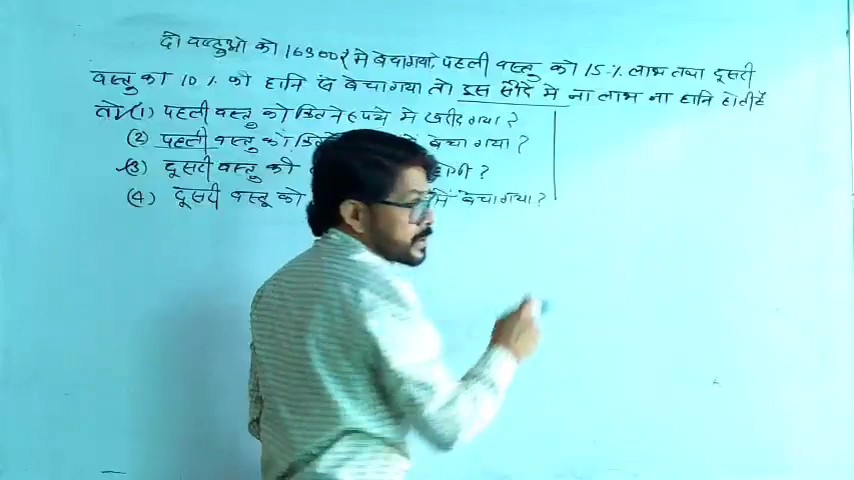 दो वस्तुओ को 16300₹ मे बेचा गया, पहली वस्तु को 15% लाभ तथा दूसरी
वस्तु को 10% की हानि से बेचा गया तो इस सौदे मे ना लाभ ना हानि होती है
तो (1) पहली वस्तु को कितने रुपये मे खरीदा गया ?
(2) पहली वस्तु को बेचा गया ?
(3) दूसरी वस्तु की होगी ?
(4) दूसरी वस्तु को में बेचा गया ?